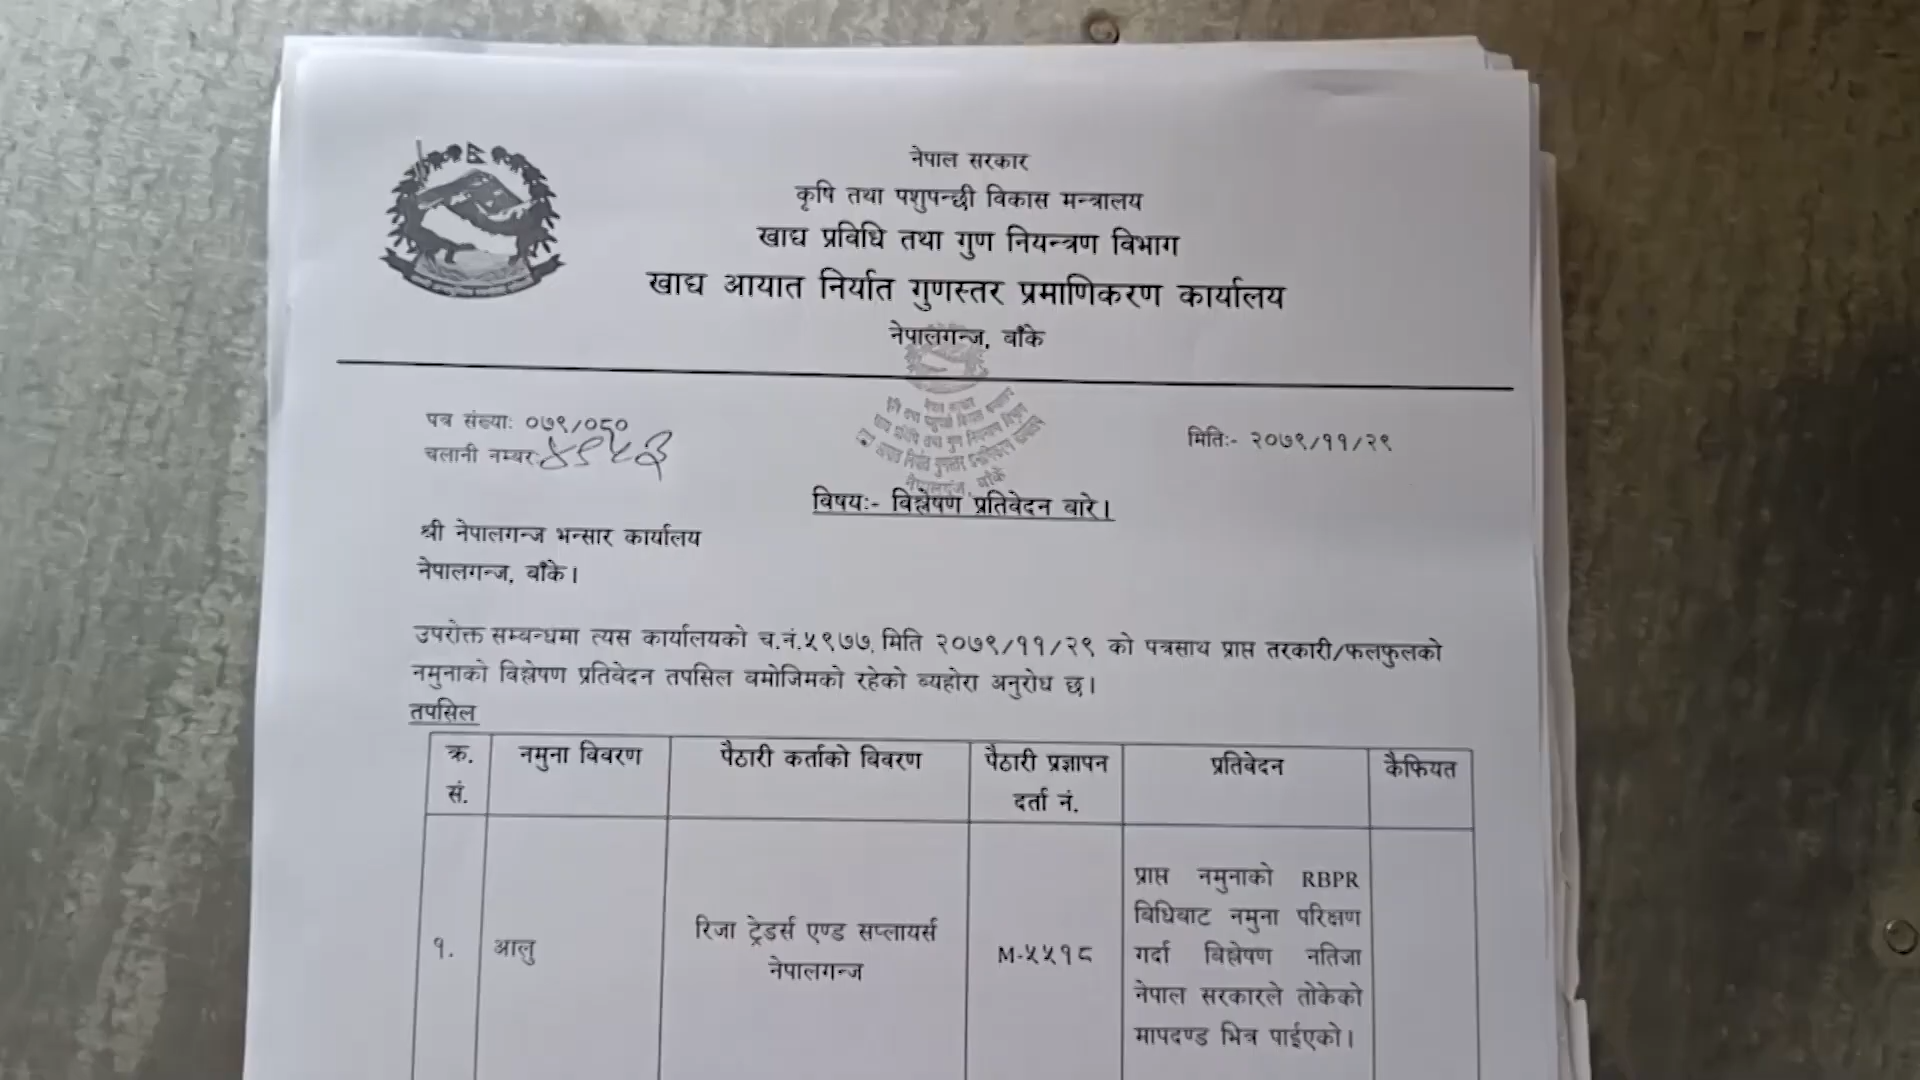 नेपाल सरकार
कृषि तथा पशुपन्छी विकास मन्त्रालय
खाद्य प्रविधि तथा गुण नियन्त्रण विभाग
खाद्य आयात निर्यात गुणस्तर प्रमाणिकरण कार्यालय
नेपालगन्ज, बाँके
पत्र संख्याः ०७९/०८०
चलानी नम्बरः
मितिः- २०७९/११/२९
विषयः- विश्लेषण प्रतिवेदन बारे।
श्री नेपालगन्ज भन्सार कार्यालय
नेपालगन्ज, बाँके।
उपरोक्त सम्बन्धमा त्यस कार्यालयको च.नं.५९७७, मिति २०७९/११/२९ को पत्रसाथ प्राप्त तरकारी/फलफुलको
नमुनाको विश्लेषण प्रतिवेदन तपसिल बमोजिमको रहेको ब्यहोरा अनुरोध छ।
तपसिल
क्र. सं.
नमुना विवरण
पैठारी कर्ताको विवरण
पैठारी प्रज्ञापन
दर्ता नं.
प्रतिवेदन
कैफियत
१.
आलु
रिजा ट्रेडर्स एण्ड सप्लायर्स
नेपालगन्ज
M-५५१८
प्राप्त नमुनाको RBPR
बिधिबाट नमुना परिक्षण
गर्दा विश्लेषण नतिजा
नेपाल सरकारले तोकेको
मापदण्ड भित्र पाईएको।